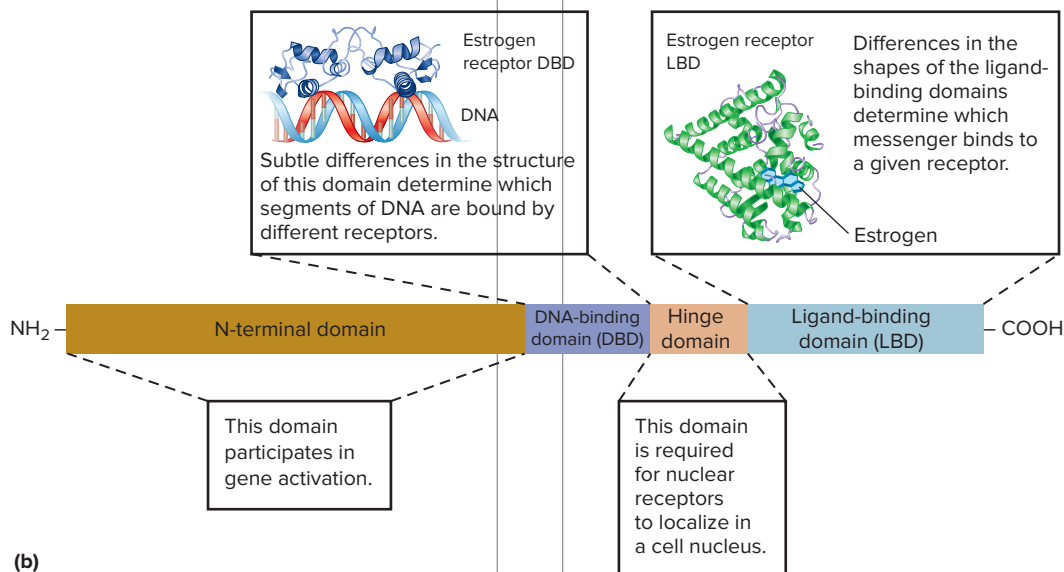 Estrogen
receptor DBD
DNA
Subtle differences in the structure
of this domain determine which
segments of DNA are bound by
different receptors.
Estrogen receptor
LBD
Differences in the
shapes of the ligand-
binding domains
determine which
messenger binds to
a given receptor.
Estrogen
NH₂
N-terminal domain
DNA-binding
domain (DBD)
Hinge
domain
Ligand-binding
domain (LBD)
COOH
This domain
participates in
gene activation.
This domain
is required
for nuclear
receptors
to localize in
a cell nucleus.
(b)